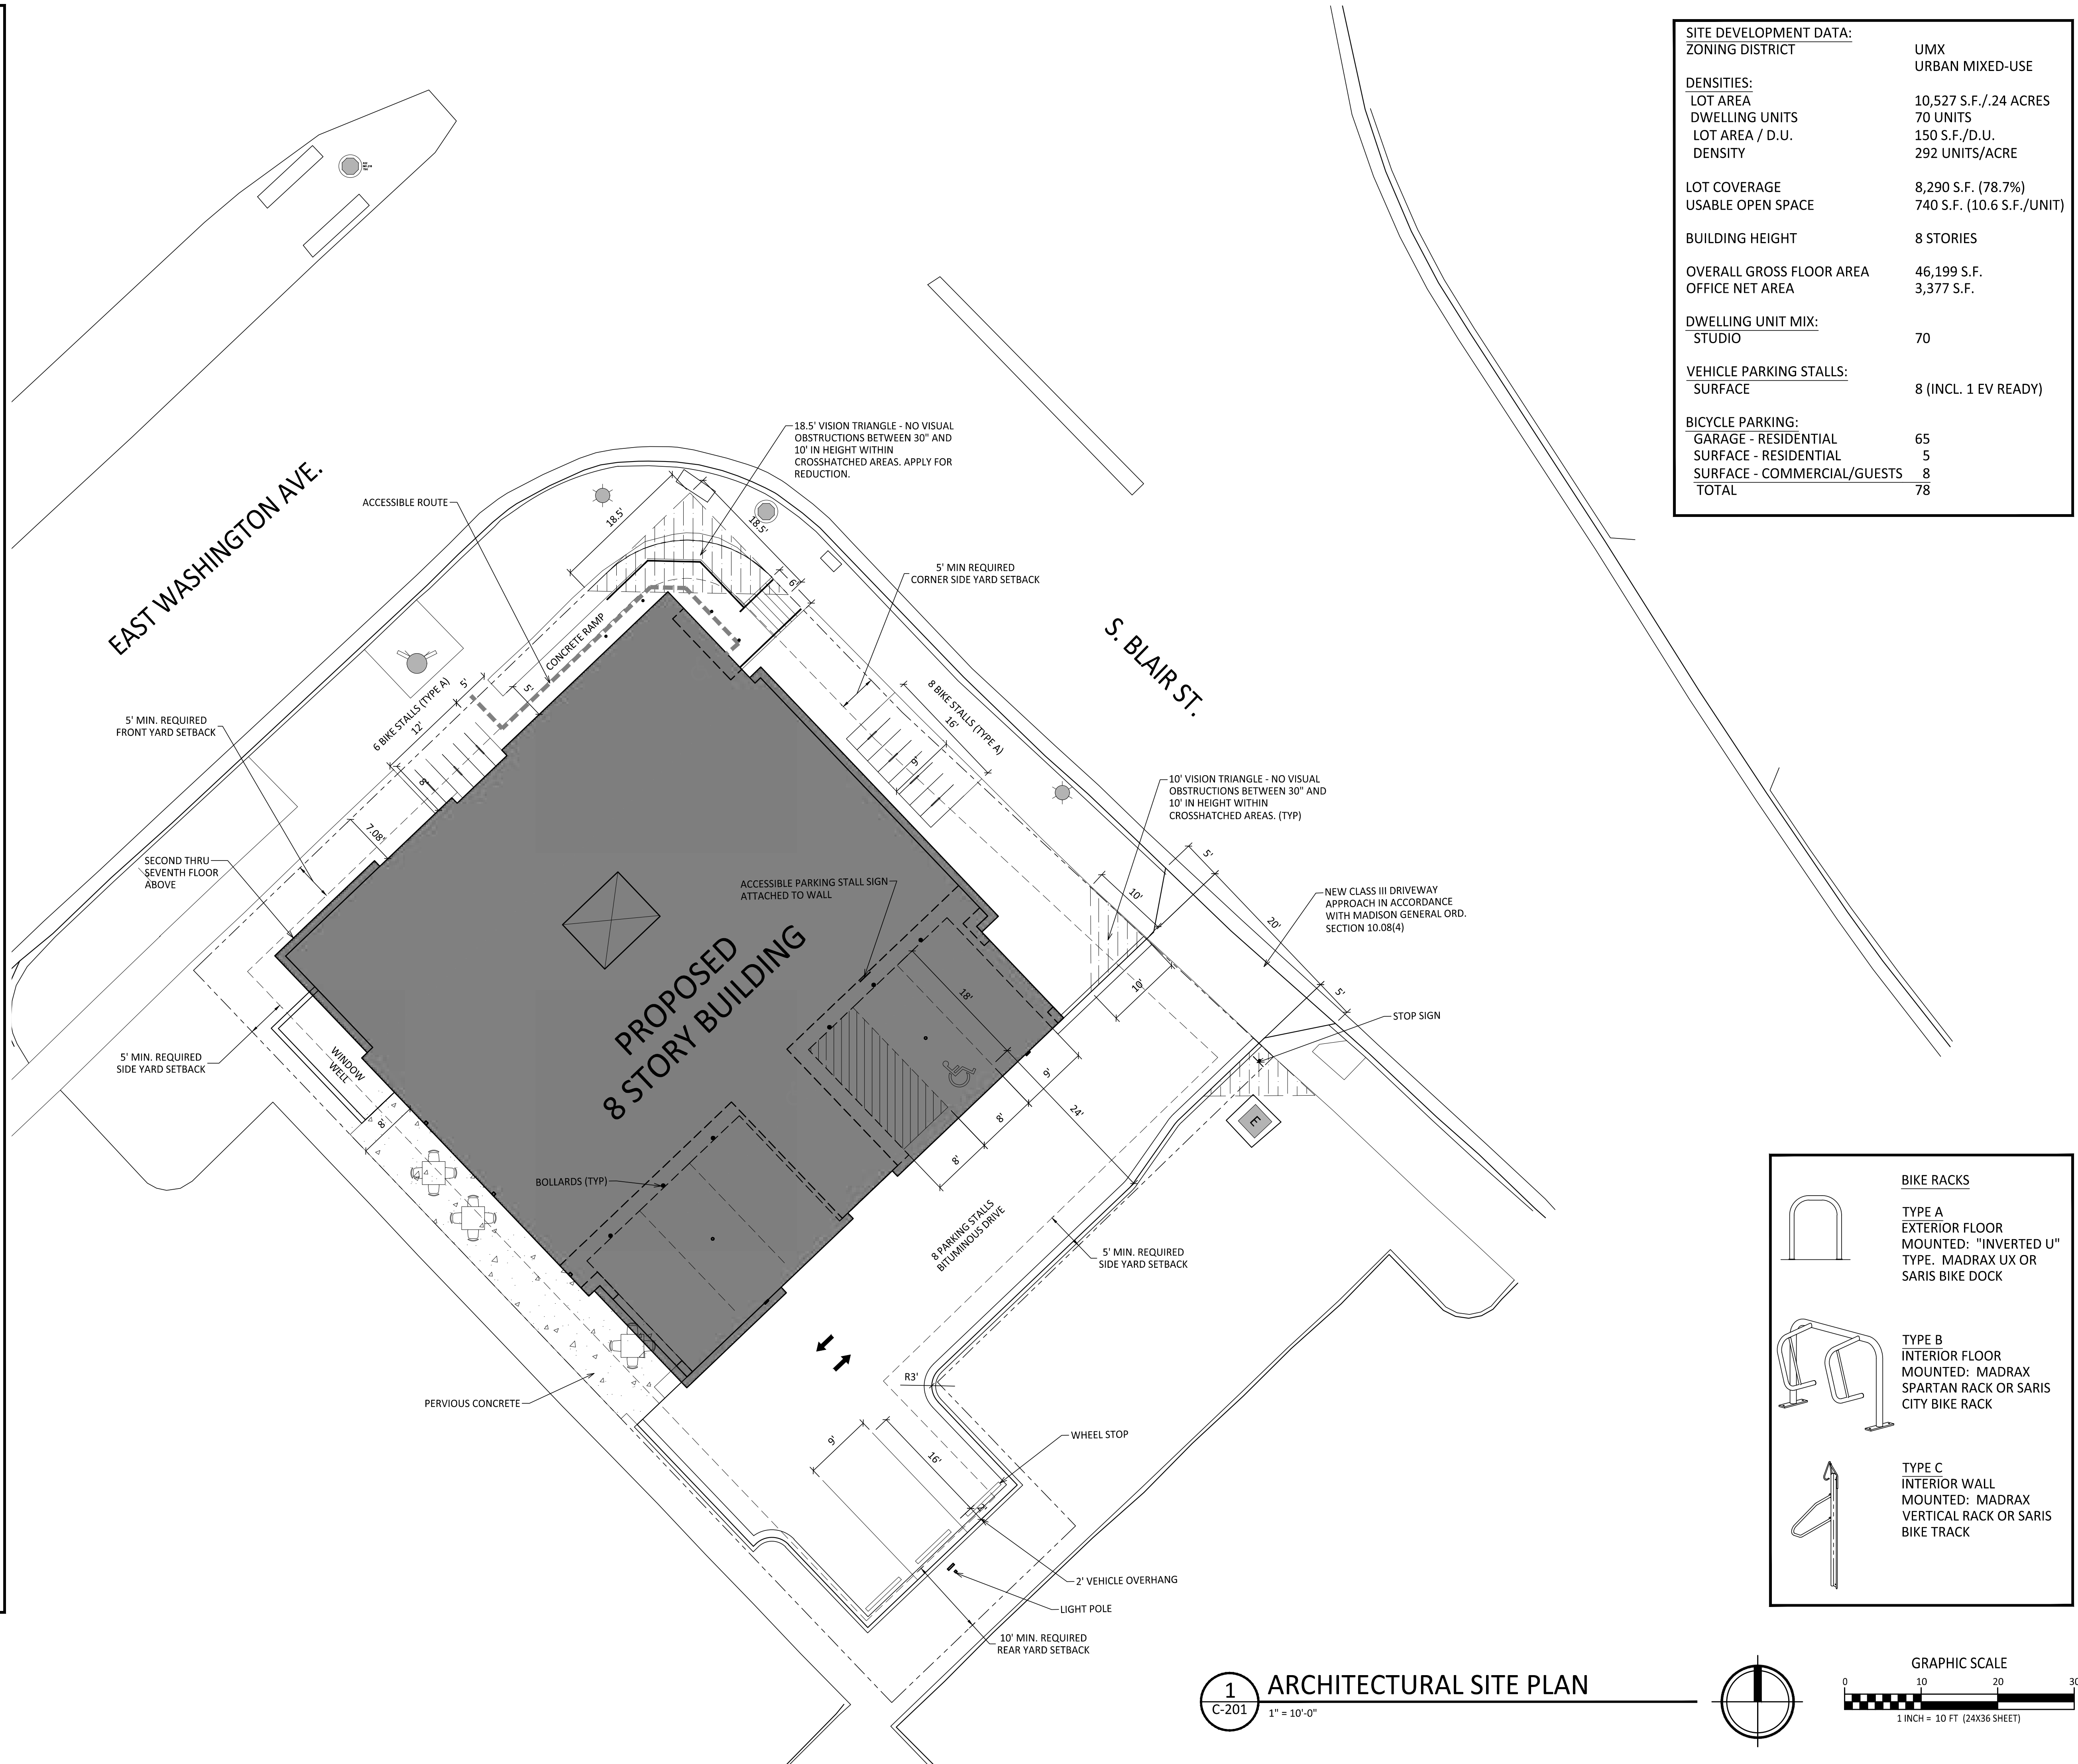 SITE DEVELOPMENT DATA:
ZONING DISTRICT UMX
URBAN MIXED-USE
DENSITIES:
LOT AREA 10,527 S.F./.24 ACRES
DWELLING UNITS 70 UNITS
LOT AREA / D.U. 150 S.F./D.U.
DENSITY 292 UNITS/ACRE
LOT COVERAGE 8,290 S.F. (78.7%)
USABLE OPEN SPACE 740 S.F. (10.6 S.F./UNIT)
BUILDING HEIGHT 8 STORIES
OVERALL GROSS FLOOR AREA 46,199 S.F.
OFFICE NET AREA 3,377 S.F.
DWELLING UNIT MIX:
STUDIO 70
VEHICLE PARKING STALLS:
SURFACE 8 (INCL. 1 EV READY)
BICYCLE PARKING:
GARAGE - RESIDENTIAL 65
SURFACE - RESIDENTIAL 5
SURFACE - COMMERCIAL/GUESTS 8
TOTAL 78
18.5' VISION TRIANGLE - NO VISUAL
OBSTRUCTIONS BETWEEN 30" AND
10' IN HEIGHT WITHIN
CROSSHATCHED AREAS. APPLY FOR
REDUCTION.
EAST WASHINGTON AVE.
ACCESSIBLE ROUTE
18.5'
18.5'
6'
5' MIN REQUIRED
CORNER SIDE YARD SETBACK
S. BLAIR ST.
CONCRETE RAMP
5'
5'
6 BIKE STALLS (TYPE A)
12'
8'
8 BIKE STALLS (TYPE A)
16'
9'
5' MIN. REQUIRED
FRONT YARD SETBACK
7.08'
SECOND THRU
SEVENTH FLOOR
ABOVE
10' VISION TRIANGLE - NO VISUAL
OBSTRUCTIONS BETWEEN 30" AND
10' IN HEIGHT WITHIN
CROSSHATCHED AREAS. (TYP)
ACCESSIBLE PARKING STALL SIGN
ATTACHED TO WALL
5'
10'
20'
NEW CLASS III DRIVEWAY
APPROACH IN ACCORDANCE
WITH MADISON GENERAL ORD.
SECTION 10.08(4)
PROPOSED
8 STORY BUILDING
18'
10'
5'
STOP SIGN
5' MIN. REQUIRED
SIDE YARD SETBACK
WINDOW
WELL
8'
9'
8'
8'
24'
E
BOLLARDS (TYP)
8 PARKING STALLS
BITUMINOUS DRIVE
5' MIN. REQUIRED
SIDE YARD SETBACK
R3'
PERVIOUS CONCRETE
9'
16'
WHEEL STOP
2'
2' VEHICLE OVERHANG
LIGHT POLE
10' MIN. REQUIRED
REAR YARD SETBACK
BIKE RACKS
TYPE A
EXTERIOR FLOOR
MOUNTED: "INVERTED U"
TYPE. MADRAX UX OR
SARIS BIKE DOCK
TYPE B
INTERIOR FLOOR
MOUNTED: MADRAX
SPARTAN RACK OR SARIS
CITY BIKE RACK
TYPE C
INTERIOR WALL
MOUNTED: MADRAX
VERTICAL RACK OR SARIS
BIKE TRACK
1
C-201
ARCHITECTURAL SITE PLAN
1" = 10'-0"
GRAPHIC SCALE
0 10 20 30
1 INCH = 10 FT (24X36 SHEET)